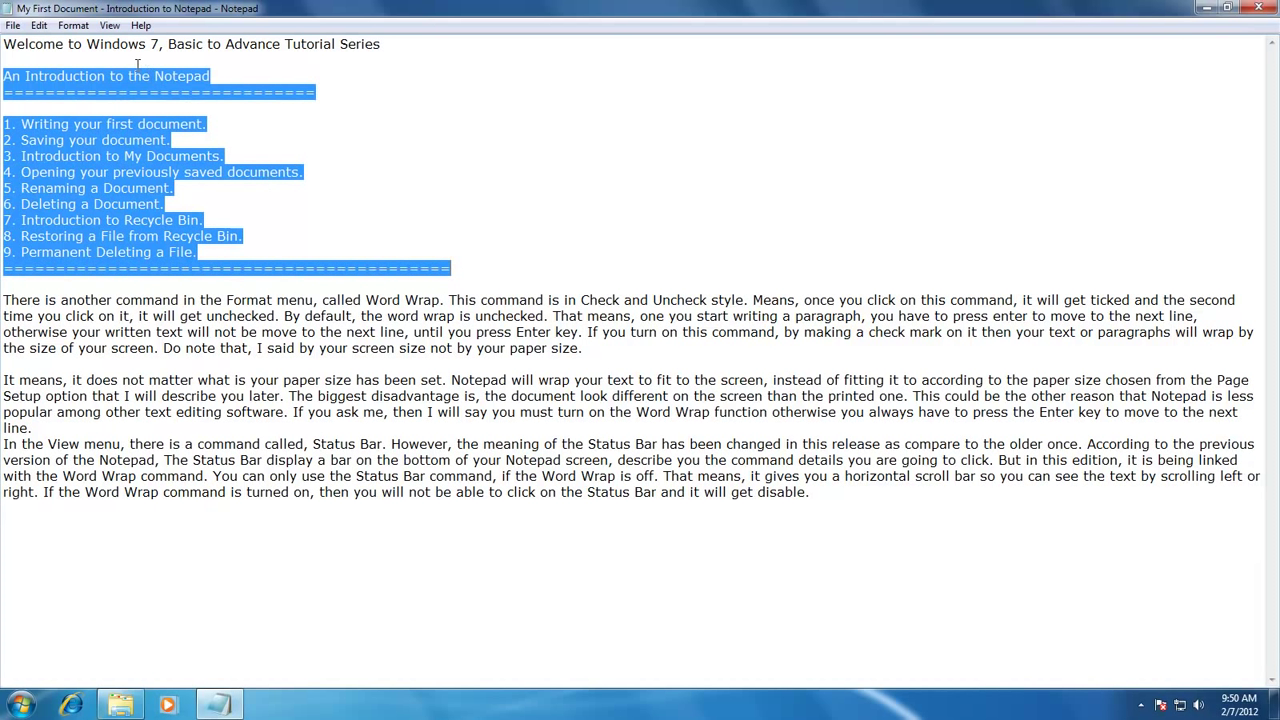 My First Document - Introduction to Notepad - Notepad
File Edit Format View Help
Welcome to Windows 7, Basic to Advance Tutorial Series
An Introduction to the Notepad
==============================
1. Writing your first document.
2. Saving your document.
3. Introduction to My Documents.
4. Opening your previously saved documents.
5. Renaming a Document.
6. Deleting a Document.
7. Introduction to Recycle Bin.
8. Restoring a File from Recycle Bin.
9. Permanent Deleting a File.
===========================================
There is another command in the Format menu, called Word Wrap. This command is in Check and Uncheck style. Means, once you click on this command, it will get ticked and the second
time you click on it, it will get unchecked. By default, the word wrap is unchecked. That means, one you start writing a paragraph, you have to press enter to move to the next line,
otherwise your written text will not be move to the next line, until you press Enter key. If you turn on this command, by making a check mark on it then your text or paragraphs will wrap by
the size of your screen. Do note that, I said by your screen size not by your paper size.
It means, it does not matter what is your paper size has been set. Notepad will wrap your text to fit to the screen, instead of fitting it to according to the paper size chosen from the Page
Setup option that I will describe you later. The biggest disadvantage is, the document look different on the screen than the printed one. This could be the other reason that Notepad is less
popular among other text editing software. If you ask me, then I will say you must turn on the Word Wrap function otherwise you always have to press the Enter key to move to the next
line.
In the View menu, there is a command called, Status Bar. However, the meaning of the Status Bar has been changed in this release as compare to the older once. According to the previous
version of the Notepad, The Status Bar display a bar on the bottom of your Notepad screen, describe you the command details you are going to click. But in this edition, it is being linked
with the Word Wrap command. You can only use the Status Bar command, if the Word Wrap is off. That means, it gives you a horizontal scroll bar so you can see the text by scrolling left or
right. If the Word Wrap command is turned on, then you will not be able to click on the Status Bar and it will get disable.
9:50 AM
2/7/2012